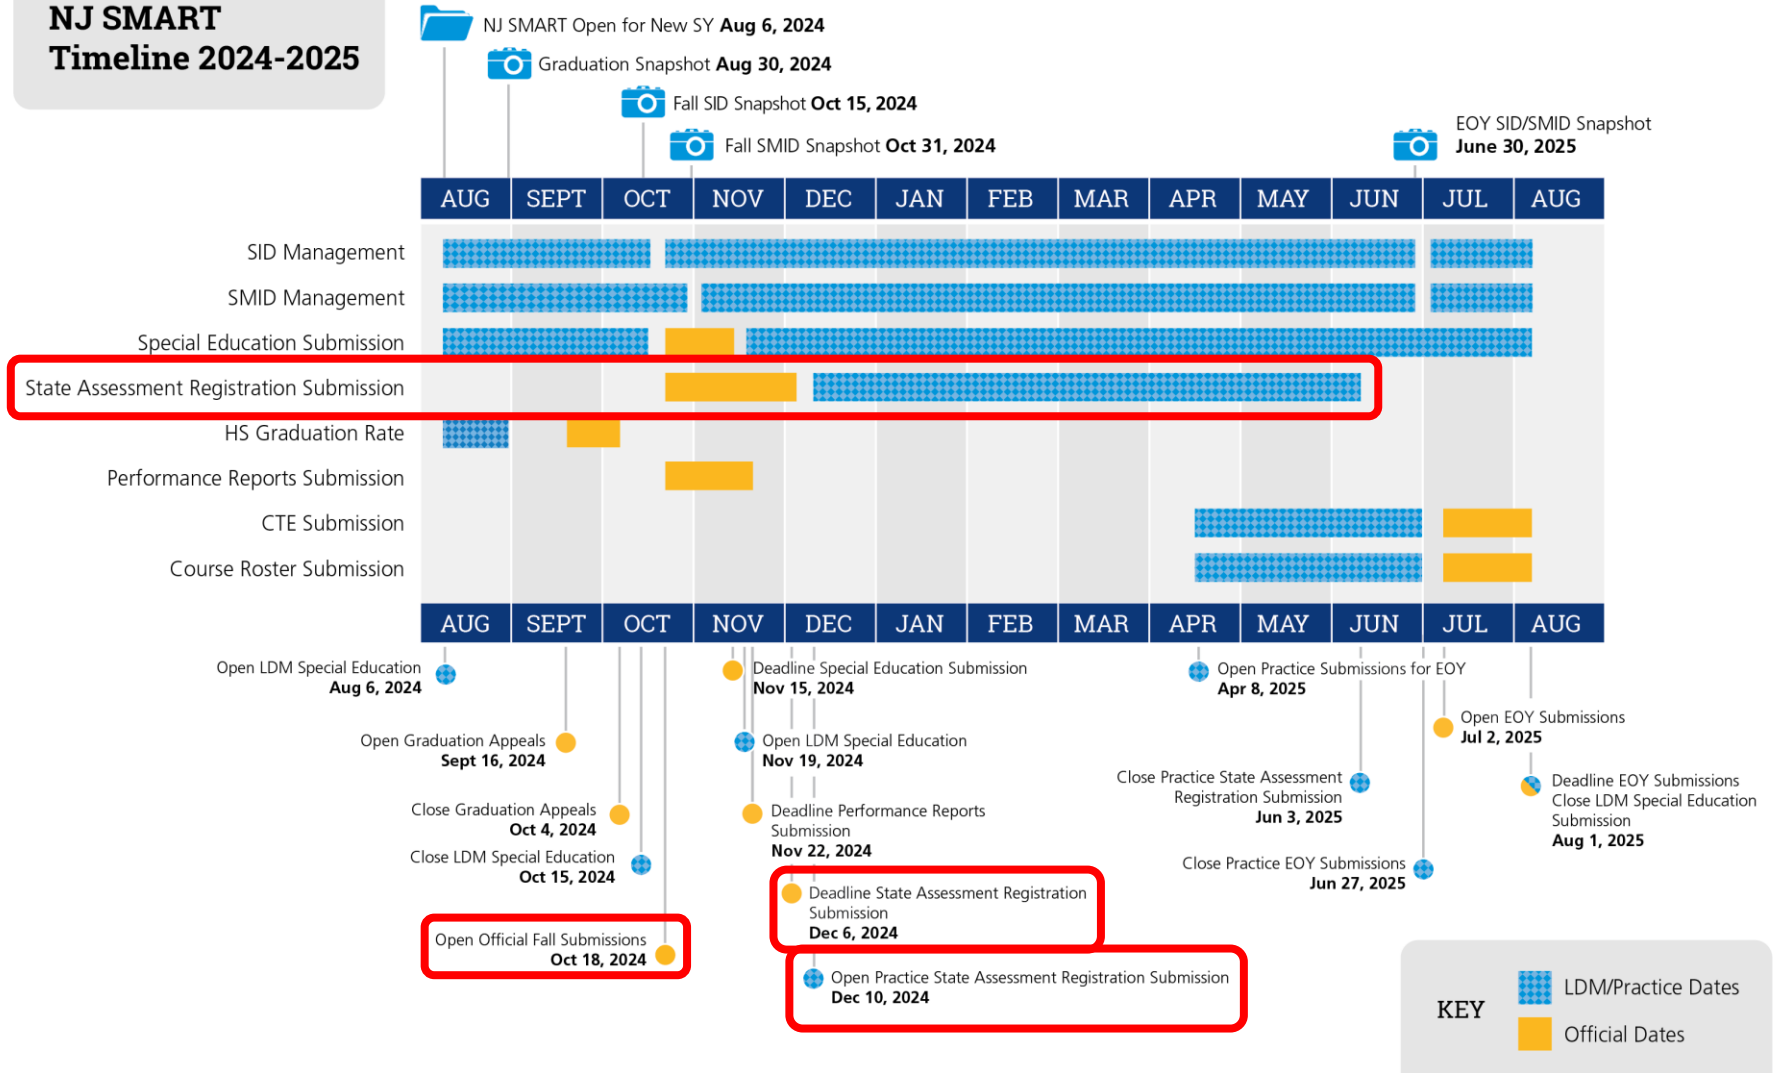 NJ SMART
Timeline 2024-2025
NJ SMART Open for New SY Aug 6, 2024
Graduation Snapshot Aug 30, 2024
Fall SID Snapshot Oct 15, 2024
Fall SMID Snapshot Oct 31, 2024
EOY SID/SMID Snapshot
June 30, 2025
AUG SEPT OCT NOV DEC JAN FEB MAR APR MAY JUN JUL AUG
SID Management
SMID Management
Special Education Submission
State Assessment Registration Submission
HS Graduation Rate
Performance Reports Submission
CTE Submission
Course Roster Submission
AUG SEPT OCT NOV DEC JAN FEB MAR APR MAY JUN JUL AUG
Open LDM Special Education
Aug 6, 2024
Open Graduation Appeals
Sept 16, 2024
Close Graduation Appeals
Oct 4, 2024
Close LDM Special Education
Oct 15, 2024
Open Official Fall Submissions
Oct 18, 2024
Deadline Special Education Submission
Nov 15, 2024
Open LDM Special Education
Nov 19, 2024
Deadline Performance Reports
Submission
Nov 22, 2024
Deadline State Assessment Registration
Submission
Dec 6, 2024
Open Practice State Assessment Registration Submission
Dec 10, 2024
Open Practice Submissions for EOY
Apr 8, 2025
Close Practice State Assessment
Registration Submission
Jun 3, 2025
Close Practice EOY Submissions
Jun 27, 2025
Open EOY Submissions
Jul 2, 2025
Deadline EOY Submissions
Close LDM Special Education
Submission
Aug 1, 2025
KEY
LDM/Practice Dates
Official Dates